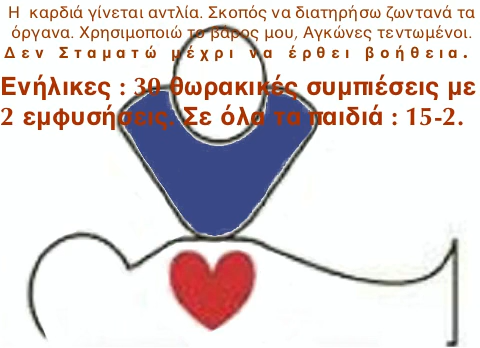 Η καρδιά γίνεται αντλία. Σκοπός να διατηρήσω ζωντανά τα
όργανα. Χρησιμοποιώ το βάρος μου, Αγκώνες τεντωμένοι.
Δεν Σταματώ μέχρι να έρθει βοήθεια.
Ενήλικες : 30 θωρακικές συμπιέσεις με
2 εμφυσήσεις. Σε όλα τα παιδιά : 15-2.